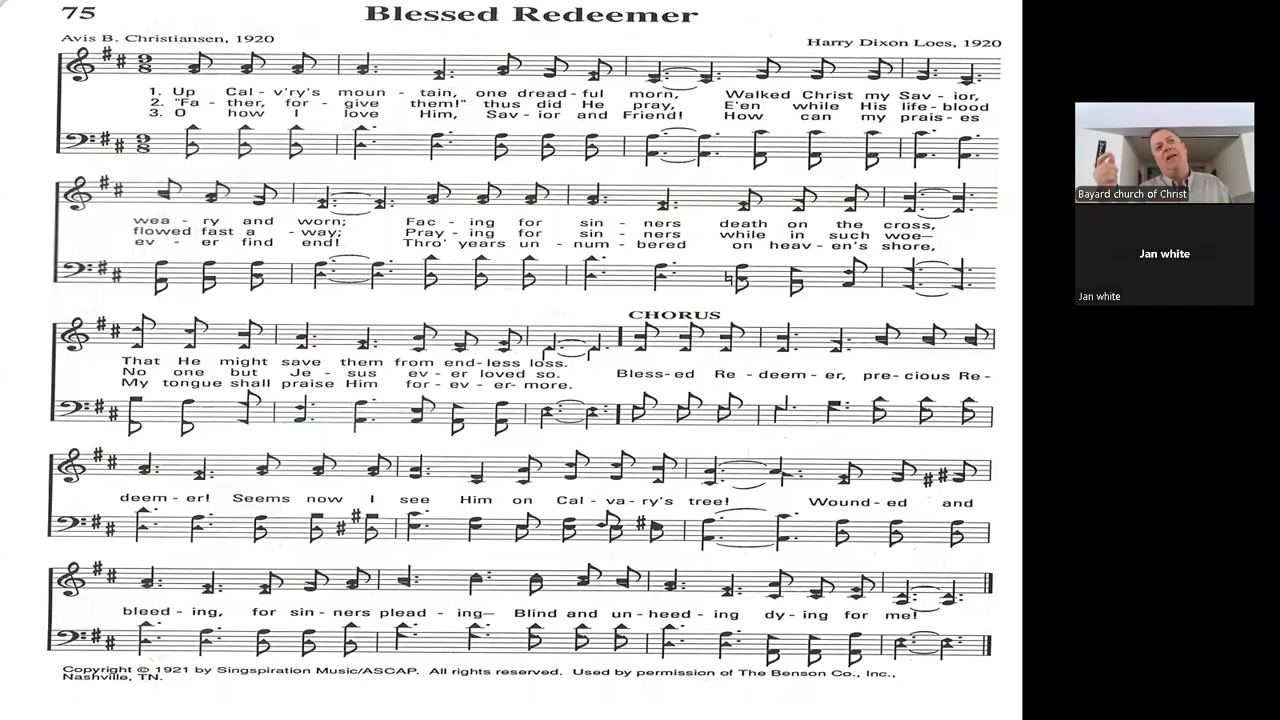 75 Blessed Redeemer
Avis B. Christiansen, 1920 Harry Dixon Loes, 1920
9
8
1. Up Cal-v'ry's moun-tain, one dread-ful morn, Walked Christ my Sav-ior,
2. "Fa-ther, for-give them!" thus did He pray, E'en while His life-blood
3. O how I love Him, Sav-ior and Friend! How can my prais-es
9
8
wea-ry and worn; Fac-ing for sin-ners death on the cross,
flowed fast a-way; Pray-ing for sin-ners while in such woe—
ev-er find end! Thro' years un-num-bered on heav-en's shore,
CHORUS
That He might save them from end-less loss.
No one but Je-sus ev-er loved so. Bless-ed Re-deem-er, pre-cious Re-
My tongue shall praise Him for-ev-er-more.
deem-er! Seems now I see Him on Cal-va-ry's tree! Wound-ed and
bleed-ing, for sin-ners plead-ing— Blind and un-heed-ing dy-ing for me!
Copyright © 1921 by Singspiration Music/ASCAP. All rights reserved. Used by permission of The Benson Co., Inc.,
Nashville, TN.
Bayard church of Christ
Jan white
Jan white